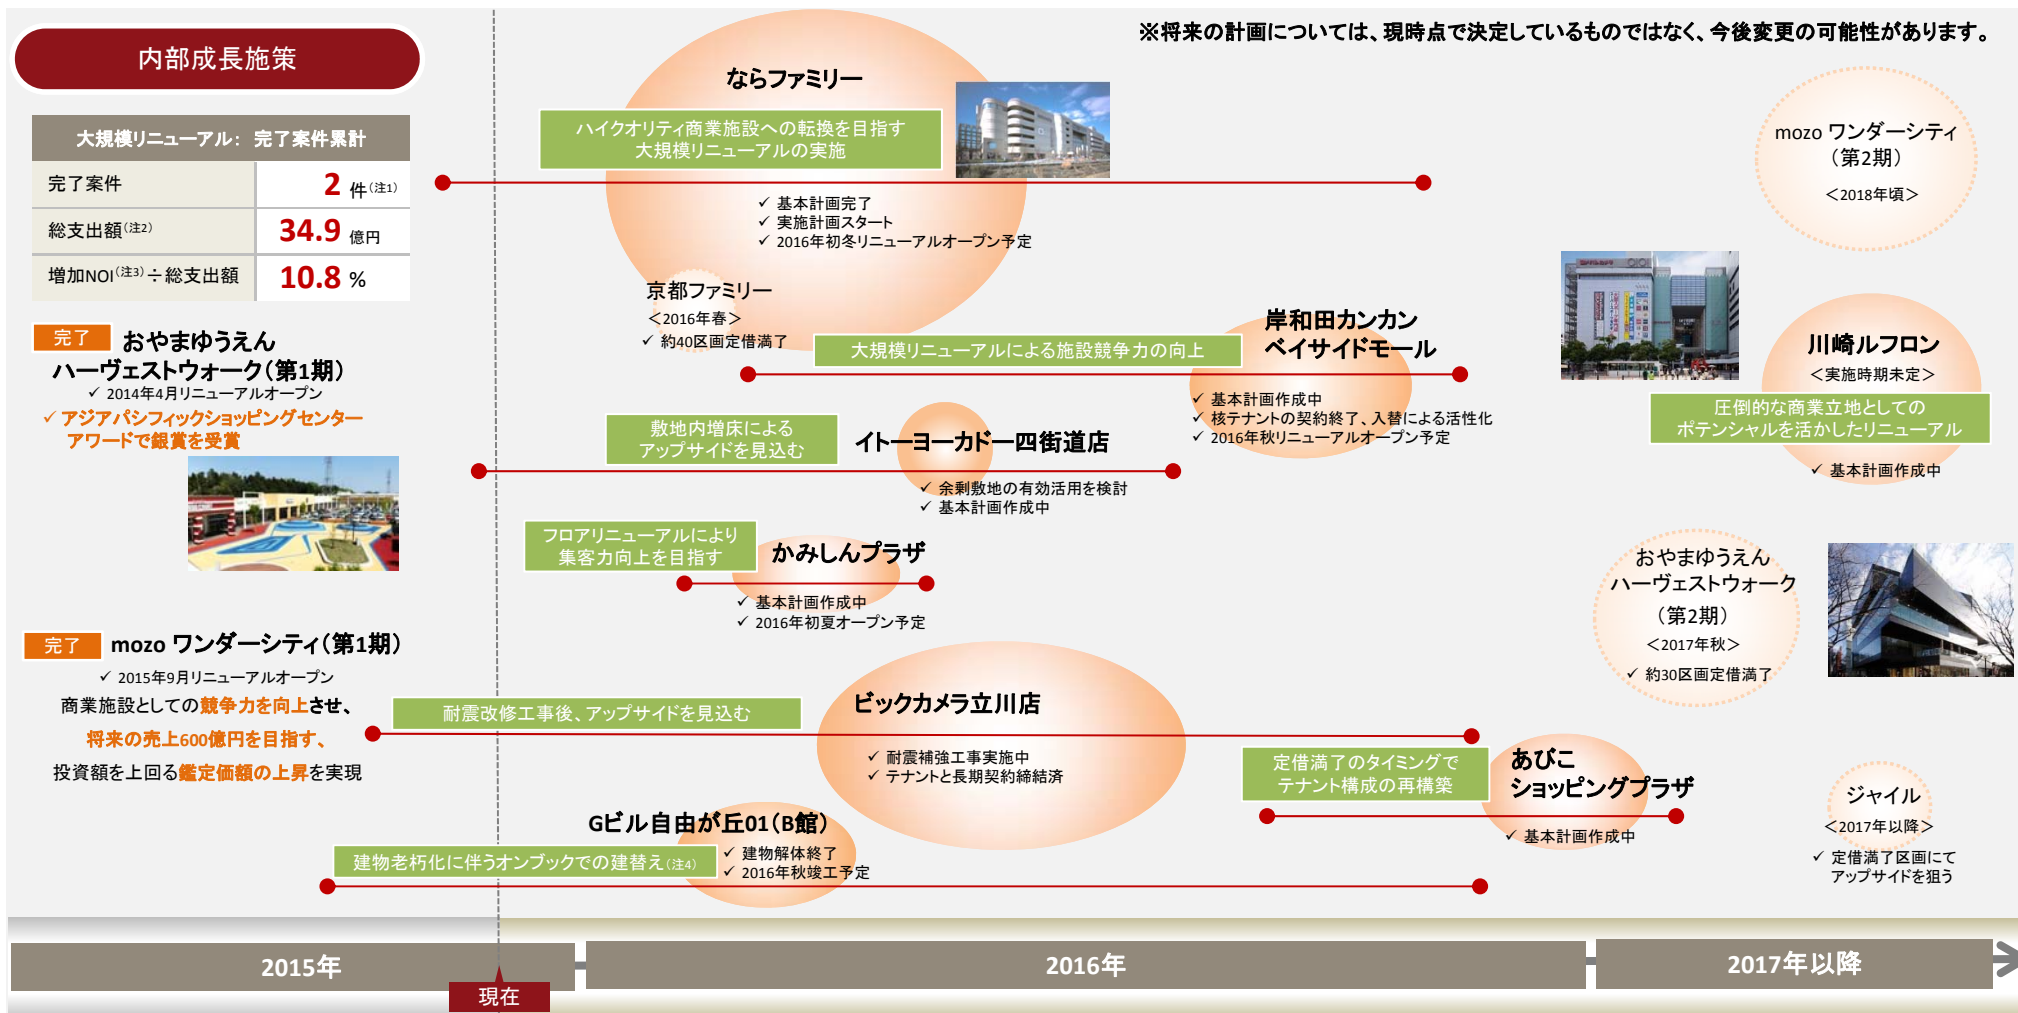 ※将来の計画については、現時点で決定しているものではなく、今後変更の可能性があります。
内部成長施策
大規模リニューアル： 完了案件累計
完了案件 2 件(注1)
総支出額(注2) 34.9 億円
増加NOI(注3)÷総支出額 10.8 %
完了 おやまゆうえん
ハーヴェストウォーク（第1期）
✓ 2014年4月リニューアルオープン
✓ アジアパシフィックショッピングセンター
アワードで銀賞を受賞
完了 mozo ワンダーシティ（第1期）
✓ 2015年9月リニューアルオープン
商業施設としての競争力を向上させ、
将来の売上600億円を目指す、
投資額を上回る鑑定価額の上昇を実現
ならファミリー
ハイクオリティ商業施設への転換を目指す
大規模リニューアルの実施
✓ 基本計画完了
✓ 実施計画スタート
✓ 2016年初冬リニューアルオープン予定
京都ファミリー
＜2016年春＞
✓ 約40区画定借満了
岸和田カンカン
ベイサイドモール
大規模リニューアルによる施設競争力の向上
✓ 基本計画作成中
✓ 核テナントの契約終了、入替による活性化
✓ 2016年秋リニューアルオープン予定
敷地内増床による
アップサイドを見込む
イトーヨーカドー四街道店
✓ 余剰敷地の有効活用を検討
✓ 基本計画作成中
フロアリニューアルにより
集客力向上を目指す
かみしんプラザ
✓ 基本計画作成中
✓ 2016年初夏オープン予定
ビックカメラ立川店
耐震改修工事後、アップサイドを見込む
✓ 耐震補強工事実施中
✓ テナントと長期契約締結済
定借満了のタイミングで
テナント構成の再構築
あびこ
ショッピングプラザ
✓ 基本計画作成中
Gビル自由が丘01（B館）
建物老朽化に伴うオンブックでの建替え(注4)
✓ 建物解体終了
✓ 2016年秋竣工予定
mozo ワンダーシティ
（第2期）
＜2018年頃＞
川崎ルフロン
＜実施時期未定＞
圧倒的な商業立地としての
ポテンシャルを活かしたリニューアル
✓ 基本計画作成中
おやまゆうえん
ハーヴェストウォーク
（第2期）
＜2017年秋＞
✓ 約30区画定借満了
ジャイル
＜2017年以降＞
✓ 定借満了区画にて
アップサイドを狙う
2015年
2016年
2017年以降
現在